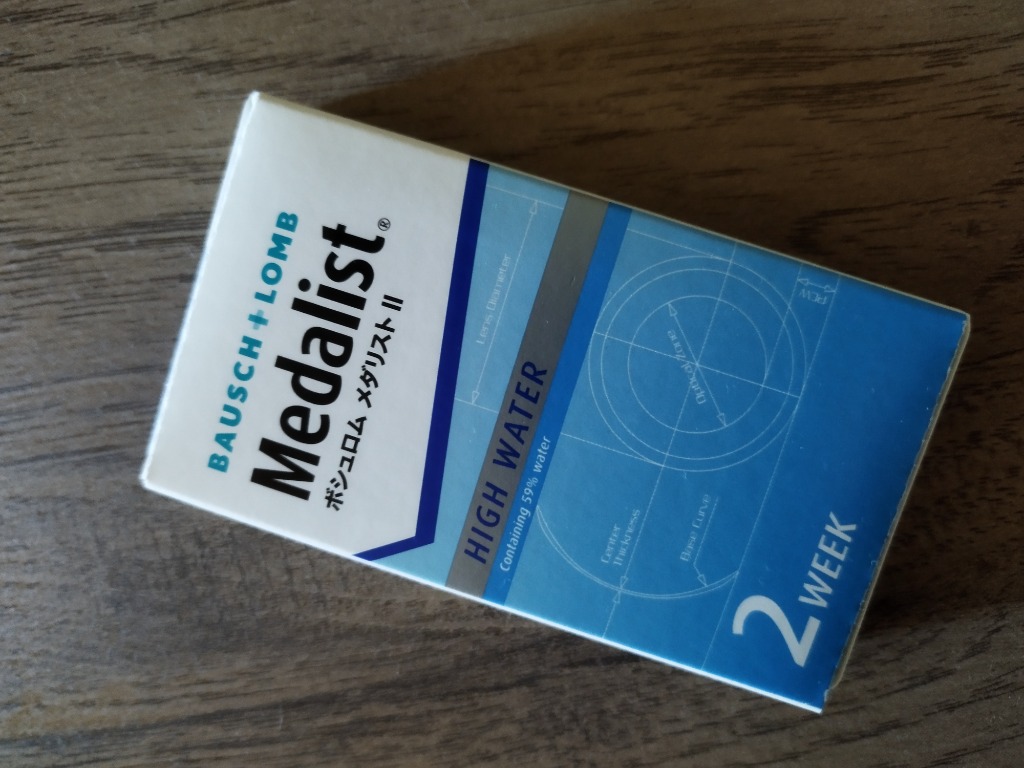 BAUSCH + LOMB
Medalist®
ボシュロム メダリスト II
Lens Diameter
HIGH WATER
Containing 59% water
Optical Zone
PCW
Center
Thickness
Base Curve
2 WEEK